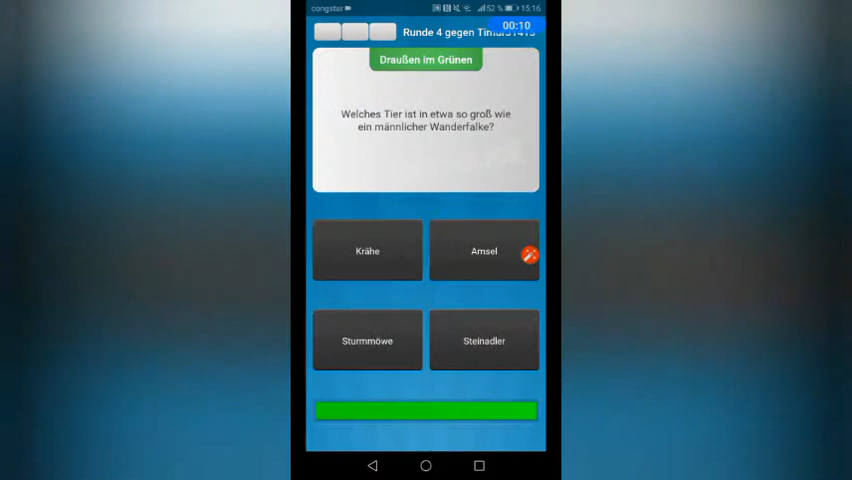 congstar
52 %
15:16
00:10
Runde 4 gegen
Draußen im Grünen
Welches Tier ist in etwa so groß wie
ein männlicher Wanderfalke?
Krähe
Amsel
Sturmmöwe
Steinadler